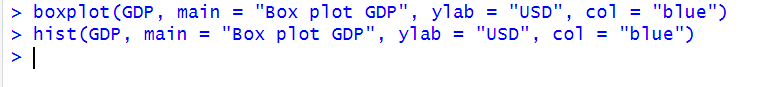 > boxplot(GDP, main = "Box plot GDP", ylab = "USD", col = "blue")
> hist(GDP, main = "Box plot GDP", ylab = "USD", col = "blue")
>